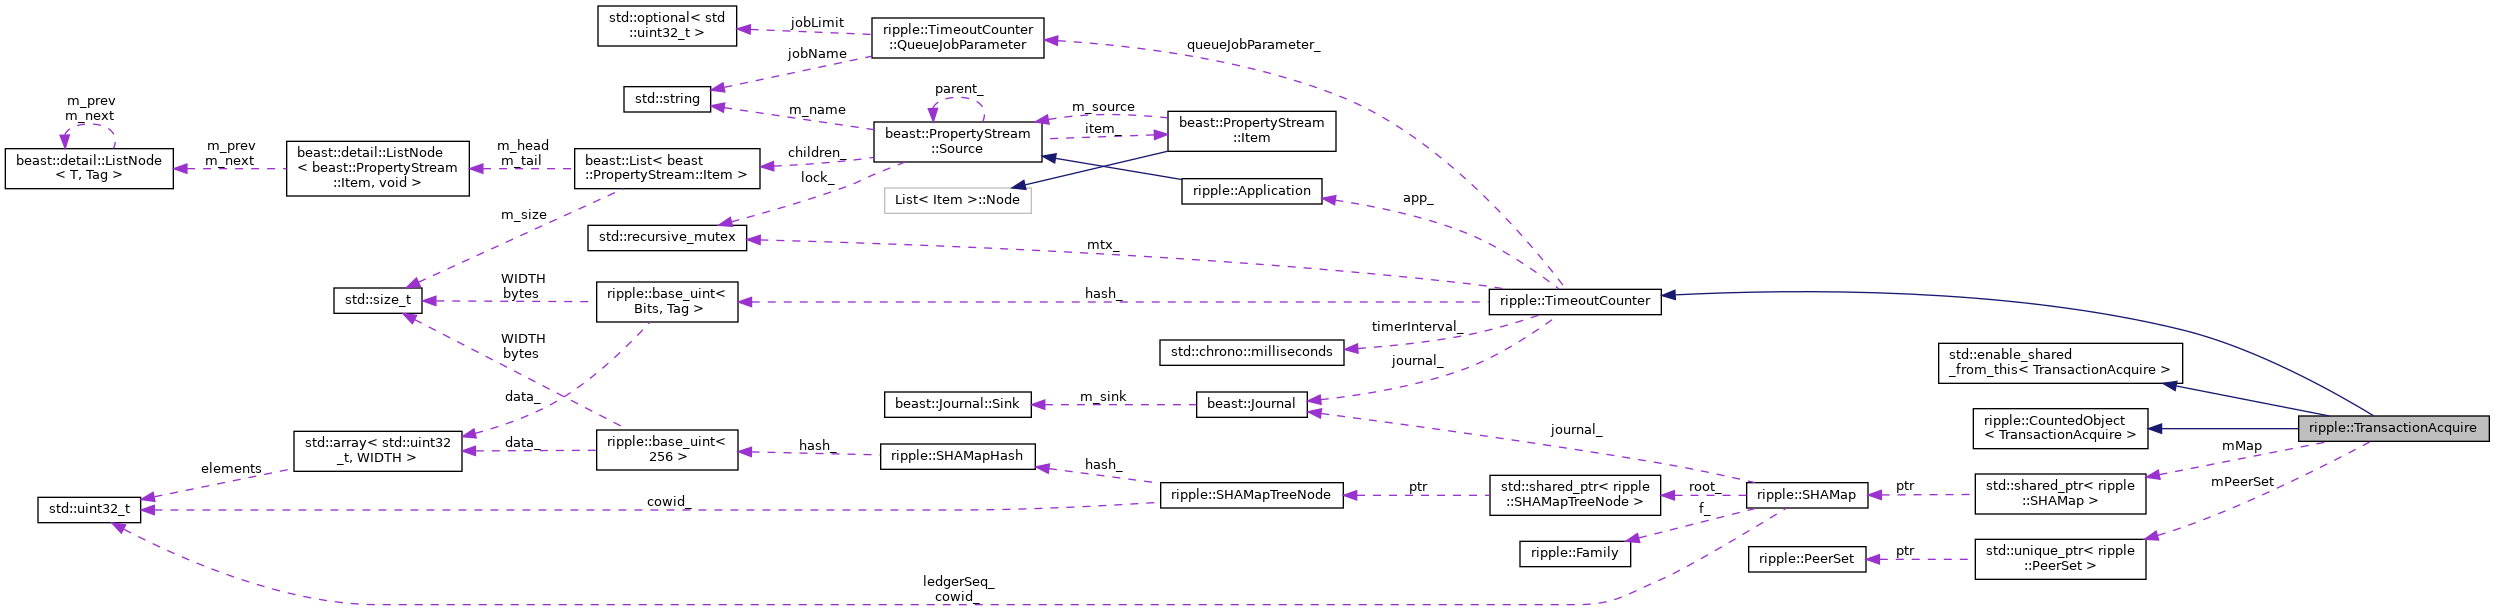 std::optional< std
::uint32_t >
jobLimit
ripple::TimeoutCounter
::QueueJobParameter
queueJobParameter_
jobName
std::string
m_name
parent_
beast::PropertyStream
::Source
m_source
item_
beast::PropertyStream
::Item
m_prev
m_next
beast::detail::ListNode
< T, Tag >
m_prev
m_next
beast::detail::ListNode
< beast::PropertyStream
::Item, void >
m_head
m_tail
beast::List< beast
::PropertyStream::Item >
children_
lock_
List< Item >::Node
ripple::Application
app_
m_size
std::recursive_mutex
mtx_
std::size_t
WIDTH
bytes
ripple::base_uint<
Bits, Tag >
hash_
ripple::TimeoutCounter
timerInterval_
std::chrono::milliseconds
journal_
WIDTH
bytes
data_
beast::Journal::Sink
m_sink
beast::Journal
journal_
std::enable_shared
_from_this< TransactionAcquire >
ripple::CountedObject
< TransactionAcquire >
ripple::TransactionAcquire
mMap
mPeerSet
std::array< std::uint32
_t, WIDTH >
data_
ripple::base_uint<
256 >
hash_
ripple::SHAMapHash
hash_
elements
std::uint32_t
cowid_
ripple::SHAMapTreeNode
ptr
std::shared_ptr< ripple
::SHAMapTreeNode >
root_
f_
ripple::SHAMap
ptr
std::shared_ptr< ripple
::SHAMap >
ripple::Family
ripple::PeerSet
ptr
std::unique_ptr< ripple
::PeerSet >
ledgerSeq_
cowid_